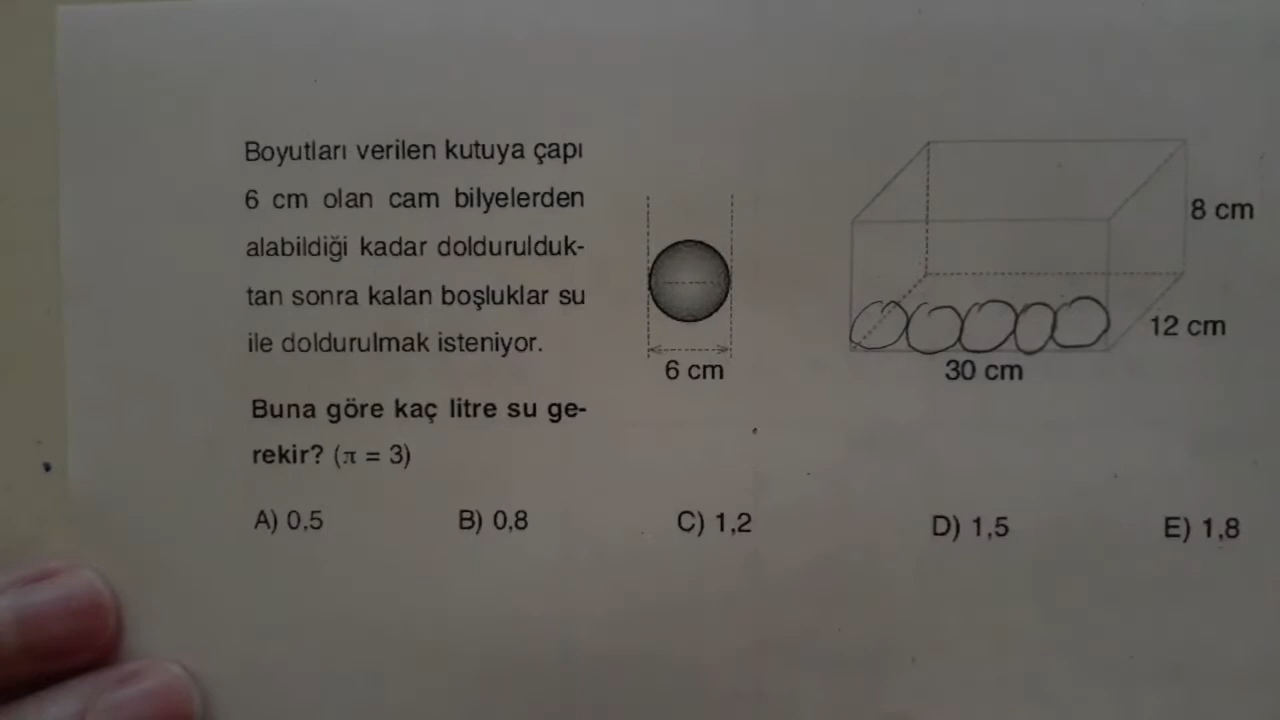 Boyutları verilen kutuya çapı
6 cm olan cam bilyelerden
alabildiği kadar doldurulduk-
tan sonra kalan boşluklar su
ile doldurulmak isteniyor.
Buna göre kaç litre su ge-
rekir? (π = 3)
6 cm
8 cm
12 cm
30 cm
A) 0,5 B) 0,8 C) 1,2 D) 1,5 E) 1,8